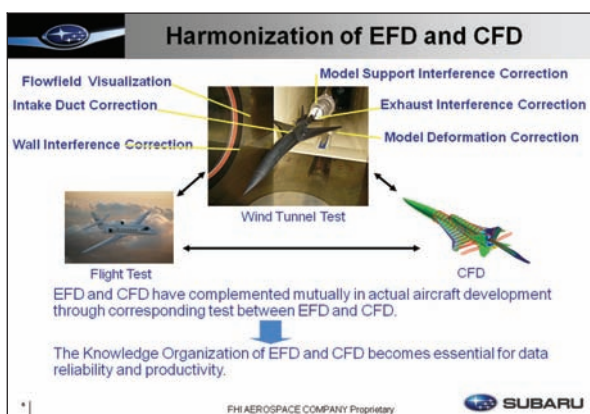 Harmonization of EFD and CFD
Flowfield Visualization
Model Support Interference Correction
Intake Duct Correction
Exhaust Interference Correction
Model Deformation Correction
Wall Interference Correction
Wind Tunnel Test
Flight Test
CFD
EFD and CFD have complemented mutually in actual aircraft development
through corresponding test between EFD and CFD.
The Knowledge Organization of EFD and CFD becomes essential for data
reliability and productivity.
FHI AEROSPACE COMPANY Proprietary
SUBARU